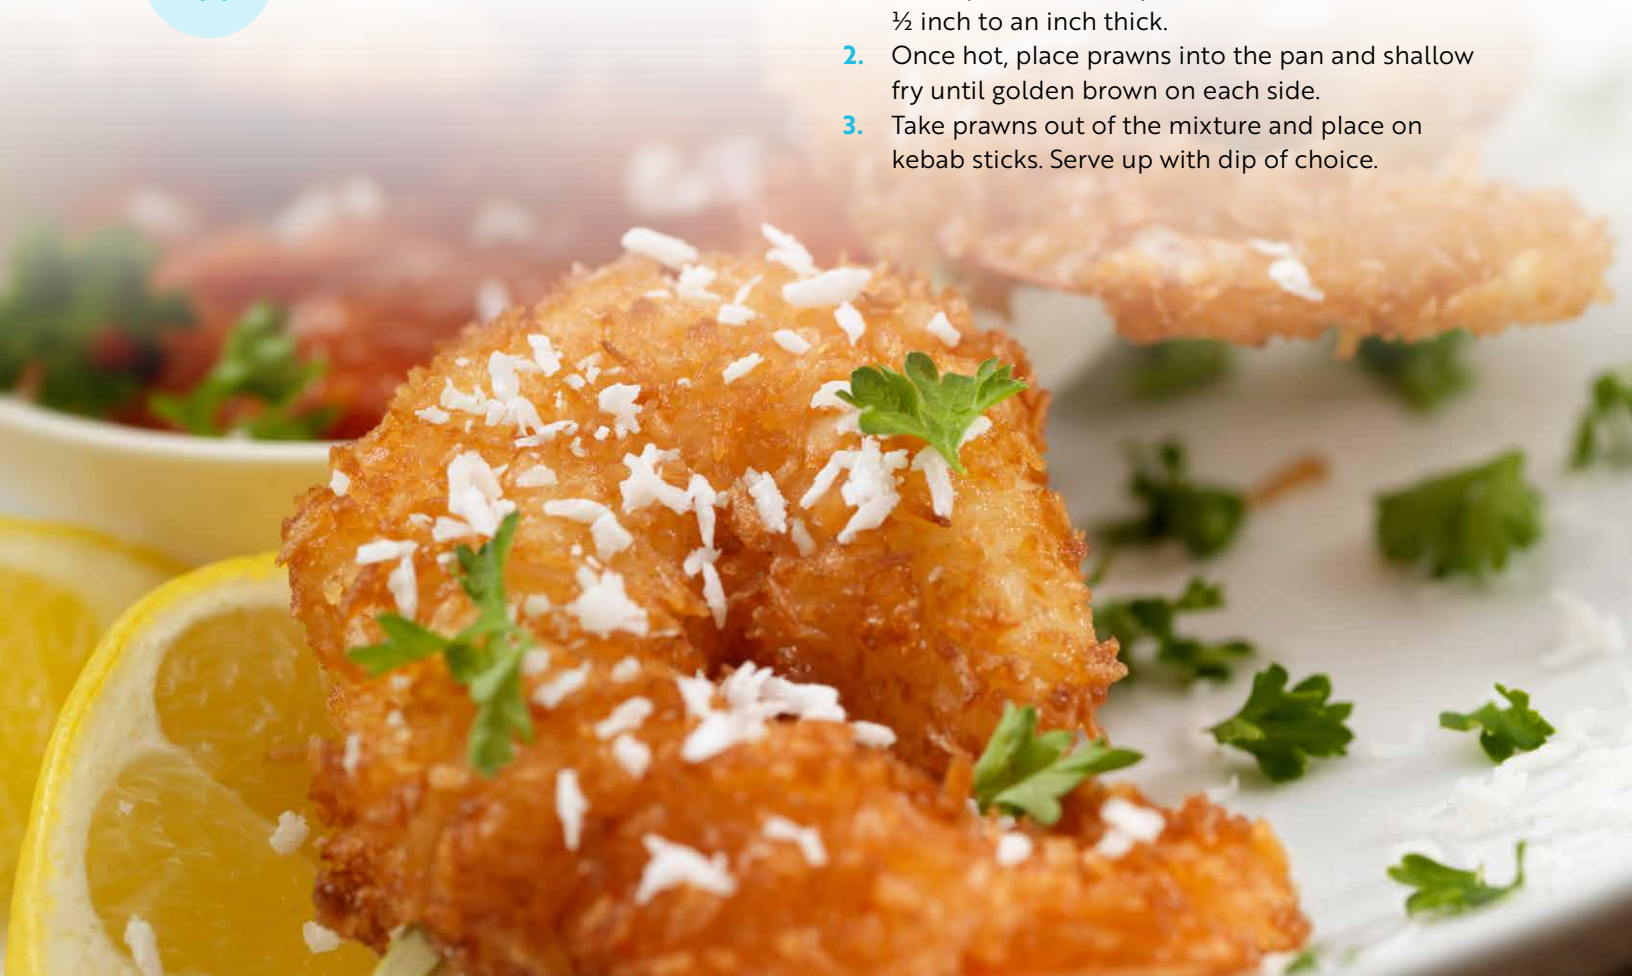 ½ inch to an inch thick.
2. Once hot, place prawns into the pan and shallow
fry until golden brown on each side.
3. Take prawns out of the mixture and place on
kebab sticks. Serve up with dip of choice.